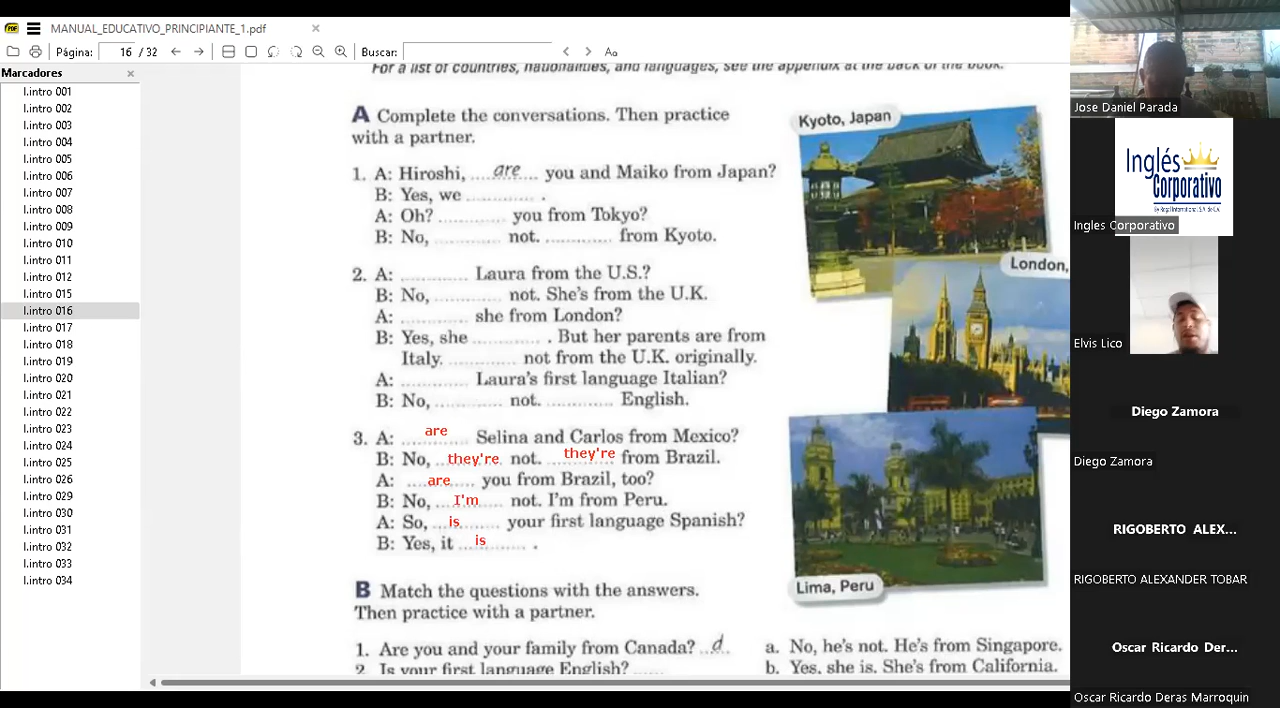 MANUAL_EDUCATIVO_PRINCIPIANTE_1.pdf
Página: 16 / 32 Buscar: Aa
Marcadores
I.intro 001
I.intro 002
I.intro 003
I.intro 004
I.intro 005
I.intro 006
I.intro 007
I.intro 008
I.intro 009
I.intro 010
I.intro 011
I.intro 012
I.intro 015
I.intro 016
I.intro 017
I.intro 018
I.intro 019
I.intro 020
I.intro 021
I.intro 022
I.intro 023
I.intro 024
I.intro 025
I.intro 026
I.intro 029
I.intro 030
I.intro 031
I.intro 032
I.intro 033
I.intro 034
For a list of countries, nationalities, and languages, see the appendix at the back of the book.
A Complete the conversations. Then practice
with a partner.
1. A: Hiroshi, are you and Maiko from Japan?
B: Yes, we ............ .
A: Oh? ............ you from Tokyo?
B: No, ............ not. ............ from Kyoto.
2. A: ............ Laura from the U.S.?
B: No, ............ not. She's from the U.K.
A: ............ she from London?
B: Yes, she ............ . But her parents are from
Italy. ............ not from the U.K. originally.
A: ............ Laura's first language Italian?
B: No, ............ not. ............ English.
3. A: are Selina and Carlos from Mexico?
B: No, they're not. they're from Brazil.
A: are you from Brazil, too?
B: No, I'm not. I'm from Peru.
A: So, is your first language Spanish?
B: Yes, it is .
B Match the questions with the answers.
Then practice with a partner.
1. Are you and your family from Canada? d
2. Is your first language English? ......
a. No, he's not. He's from Singapore.
b. Yes, she is. She's from California.
Kyoto, Japan
London,
Lima, Peru
Jose Daniel Parada
Inglés
Corporativo
Ingles Corporativo
Elvis Lico
Diego Zamora
Diego Zamora
RIGOBERTO ALEX...
RIGOBERTO ALEXANDER TOBAR
Oscar Ricardo Der...
Oscar Ricardo Deras Marroquin